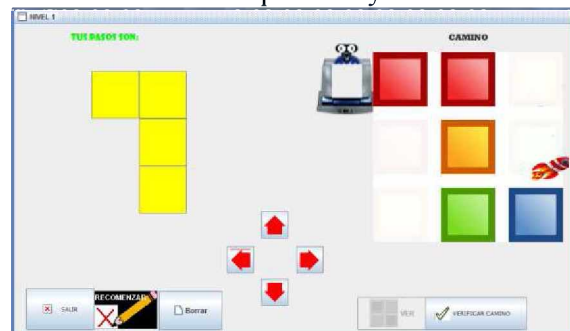 NIVEL 1
TUS PASOS SON:
CAMINO
RECOMENZAR
SALIR
Borrar
VER
VERIFICAR CAMINO